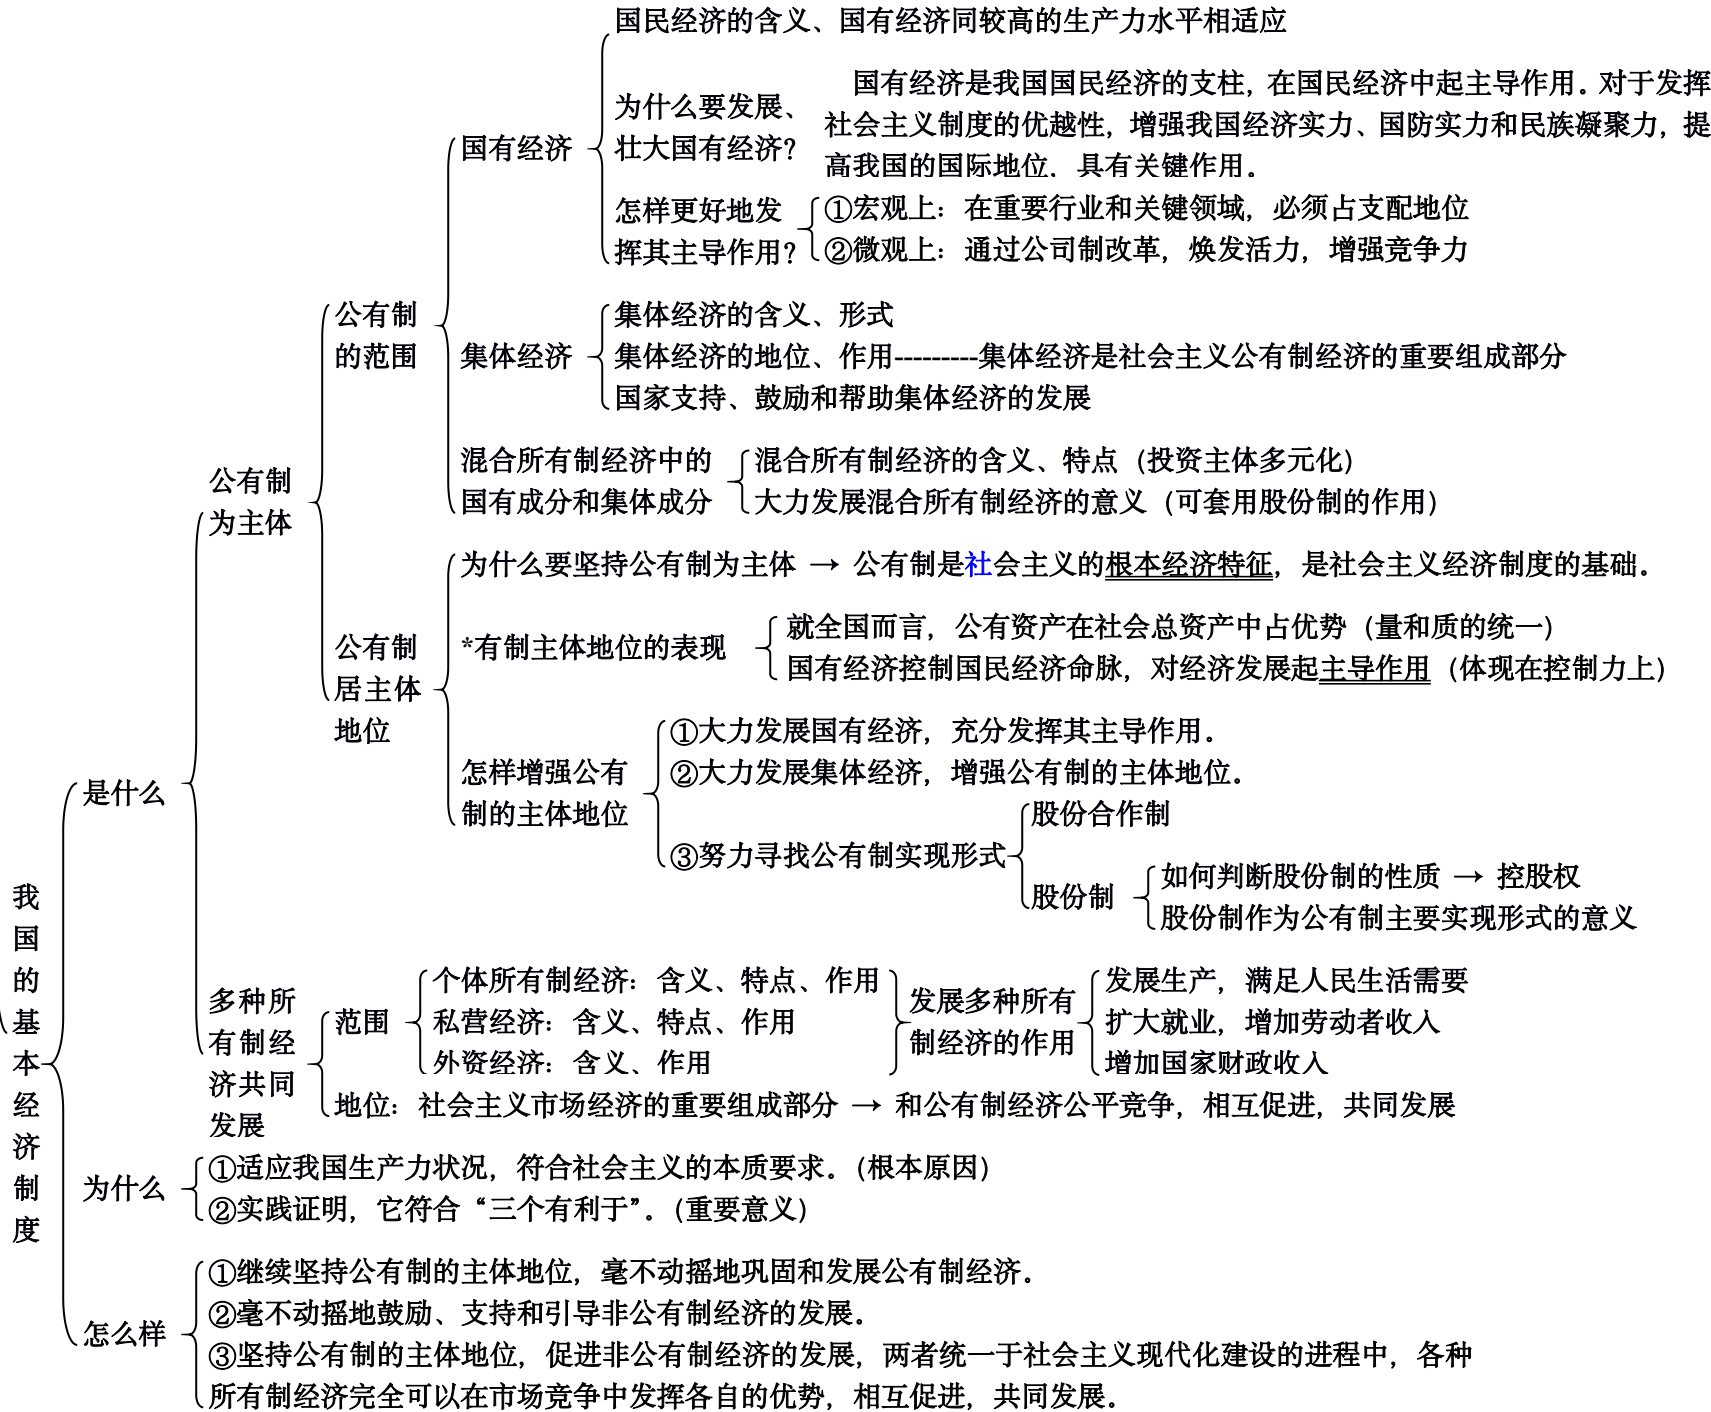 国民经济的含义、国有经济同较高的生产力水平相适应
国有经济
为什么要发展、
壮大国有经济?
国有经济是我国国民经济的支柱，在国民经济中起主导作用。对于发挥
社会主义制度的优越性，增强我国经济实力、国防实力和民族凝聚力，提
高我国的国际地位，具有关键作用。
怎样更好地发
挥其主导作用?
①宏观上：在重要行业和关键领域，必须占支配地位
②微观上：通过公司制改革，焕发活力，增强竞争力
公有制
的范围
集体经济
集体经济的含义、形式
集体经济的地位、作用---------集体经济是社会主义公有制经济的重要组成部分
国家支持、鼓励和帮助集体经济的发展
混合所有制经济中的
国有成分和集体成分
混合所有制经济的含义、特点（投资主体多元化）
大力发展混合所有制经济的意义（可套用股份制的作用）
公有制
为主体
为什么要坚持公有制为主体 → 公有制是社会主义的根本经济特征，是社会主义经济制度的基础。
公有制
居主体
地位
*有制主体地位的表现
就全国而言，公有资产在社会总资产中占优势（量和质的统一）
国有经济控制国民经济命脉，对经济发展起主导作用（体现在控制力上）
怎样增强公有
制的主体地位
①大力发展国有经济，充分发挥其主导作用。
②大力发展集体经济，增强公有制的主体地位。
③努力寻找公有制实现形式
股份合作制
股份制
如何判断股份制的性质 → 控股权
股份制作为公有制主要实现形式的意义
是什么
我
国
的
基
本
经
济
制
度
多种所
有制经
济共同
发展
范围
个体所有制经济：含义、特点、作用
私营经济：含义、特点、作用
外资经济：含义、作用
发展多种所有
制经济的作用
发展生产，满足人民生活需要
扩大就业，增加劳动者收入
增加国家财政收入
地位：社会主义市场经济的重要组成部分 → 和公有制经济公平竞争，相互促进，共同发展
为什么
①适应我国生产力状况，符合社会主义的本质要求。（根本原因）
②实践证明，它符合“三个有利于”。（重要意义）
怎么样
①继续坚持公有制的主体地位，毫不动摇地巩固和发展公有制经济。
②毫不动摇地鼓励、支持和引导非公有制经济的发展。
③坚持公有制的主体地位，促进非公有制经济的发展，两者统一于社会主义现代化建设的进程中，各种
所有制经济完全可以在市场竞争中发挥各自的优势，相互促进，共同发展。